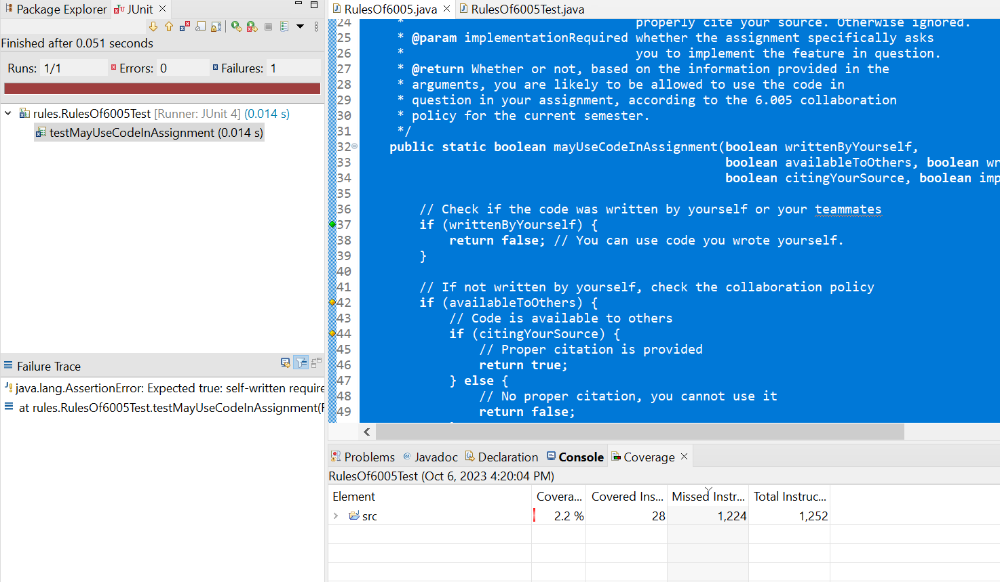 Package Explorer JUnit
Finished after 0.051 seconds
Runs: 1/1 Errors: 0 Failures: 1
rules.RulesOf6005Test [Runner: JUnit 4] (0.014 s)
testMayUseCodeInAssignment (0.014 s)
Failure Trace
java.lang.AssertionError: Expected true: self-written require
at rules.RulesOf6005Test.testMayUseCodeInAssignment(
RulesOf6005.java RulesOf6005Test.java
24 * properly cite your source. Otherwise ignored.
25 * @param implementationRequired whether the assignment specifically asks
26 * you to implement the feature in question.
27 * @return Whether or not, based on the information provided in the
28 * arguments, you are likely to be allowed to use the code in
29 * question in your assignment, according to the 6.005 collaboration
30 * policy for the current semester.
31 */
32 public static boolean mayUseCodeInAssignment(boolean writtenByYourself,
33 boolean availableToOthers, boolean wr
34 boolean citingYourSource, boolean imp
35
36 // Check if the code was written by yourself or your teammates
37 if (writtenByYourself) {
38 return false; // You can use code you wrote yourself.
39 }
40
41 // If not written by yourself, check the collaboration policy
42 if (availableToOthers) {
43 // Code is available to others
44 if (citingYourSource) {
45 // Proper citation is provided
46 return true;
47 } else {
48 // No proper citation, you cannot use it
49 return false;
Problems Javadoc Declaration Console Coverage
RulesOf6005Test (Oct 6, 2023 4:20:04 PM)
Element Covera... Covered Ins... Missed Instr... Total Instruc...
src 2.2 % 28 1,224 1,252